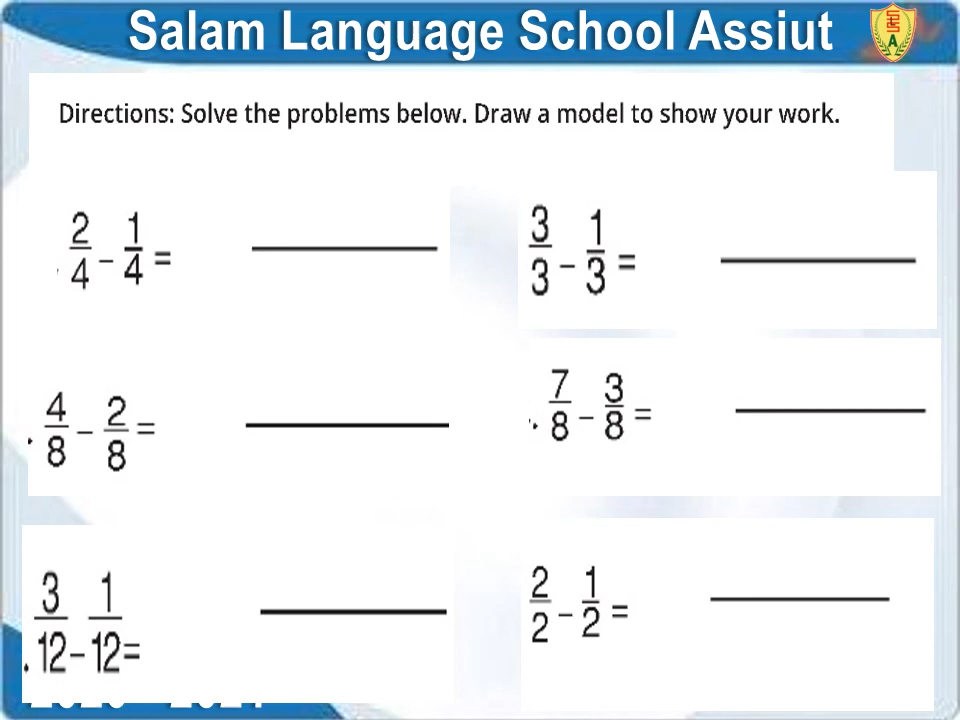 Salam Language School Assiut
Directions: Solve the problems below. Draw a model to show your work.
2/4 – 1/4 =
3/3 – 1/3 =
4/8 – 2/8 =
7/8 – 3/8 =
3/12 – 1/12 =
2/2 – 1/2 =